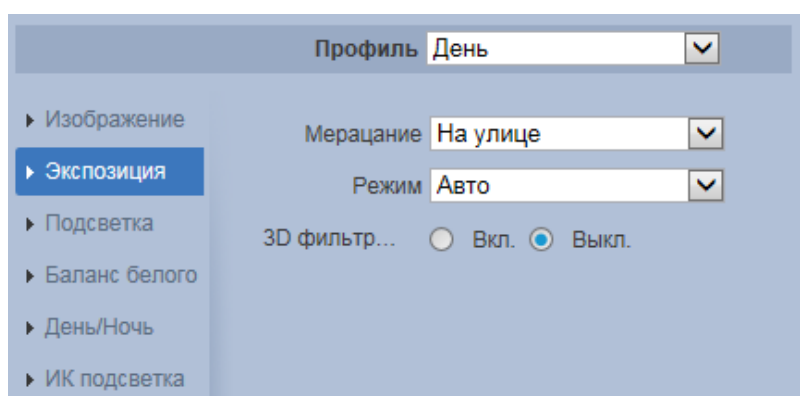 Профиль День
Изображение
Мерацание На улице
Экспозиция
Режим Авто
Подсветка
3D фильтр... Вкл. Выкл.
Баланс белого
День/Ночь
ИК подсветка